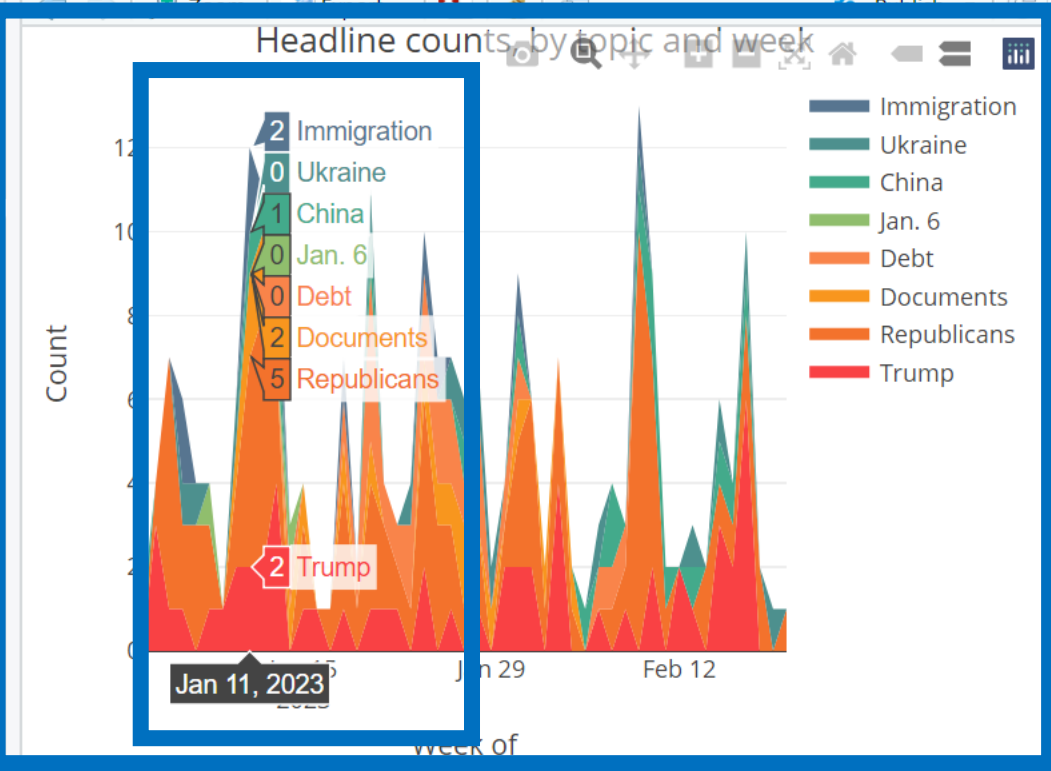 Headline counts, by topic and week
Immigration
Ukraine
China
Jan. 6
Debt
Documents
Republicans
Trump
Count
12
10
8
6
4
2
0
2 Immigration
0 Ukraine
1 China
0 Jan. 6
0 Debt
2 Documents
5 Republicans
2 Trump
Jan 11, 2023
Jan 29
Feb 12
2023
Week of